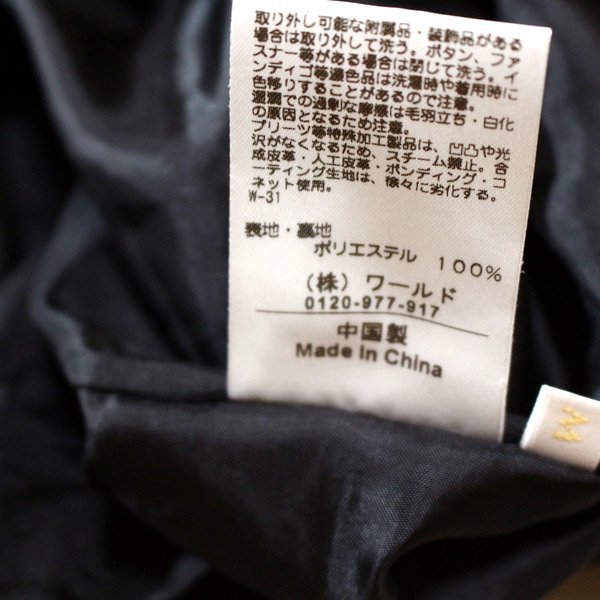 取り外し可能な附属品・装飾品がある
場合は取り外して洗う。ボタン、ファ
スナー等がある場合は閉じて洗う。イ
ンディゴ等濃色品は洗濯時や着用時に
色移りすることがあるので注意。
湿潤での過剰な摩擦は毛羽立ち・白化
の原因となるため注意。
プリーツ等特殊加工製品は、凹凸や光
沢がなくなるため、スチーム禁止。合
成皮革・人工皮革・ボンディング・コ
ーティング生地は、徐々に劣化する。
ネット使用。
W-31
表地・裏地
ポリエステル 100%
（株）ワールド
0120-977-917
中国製
Made In China
M